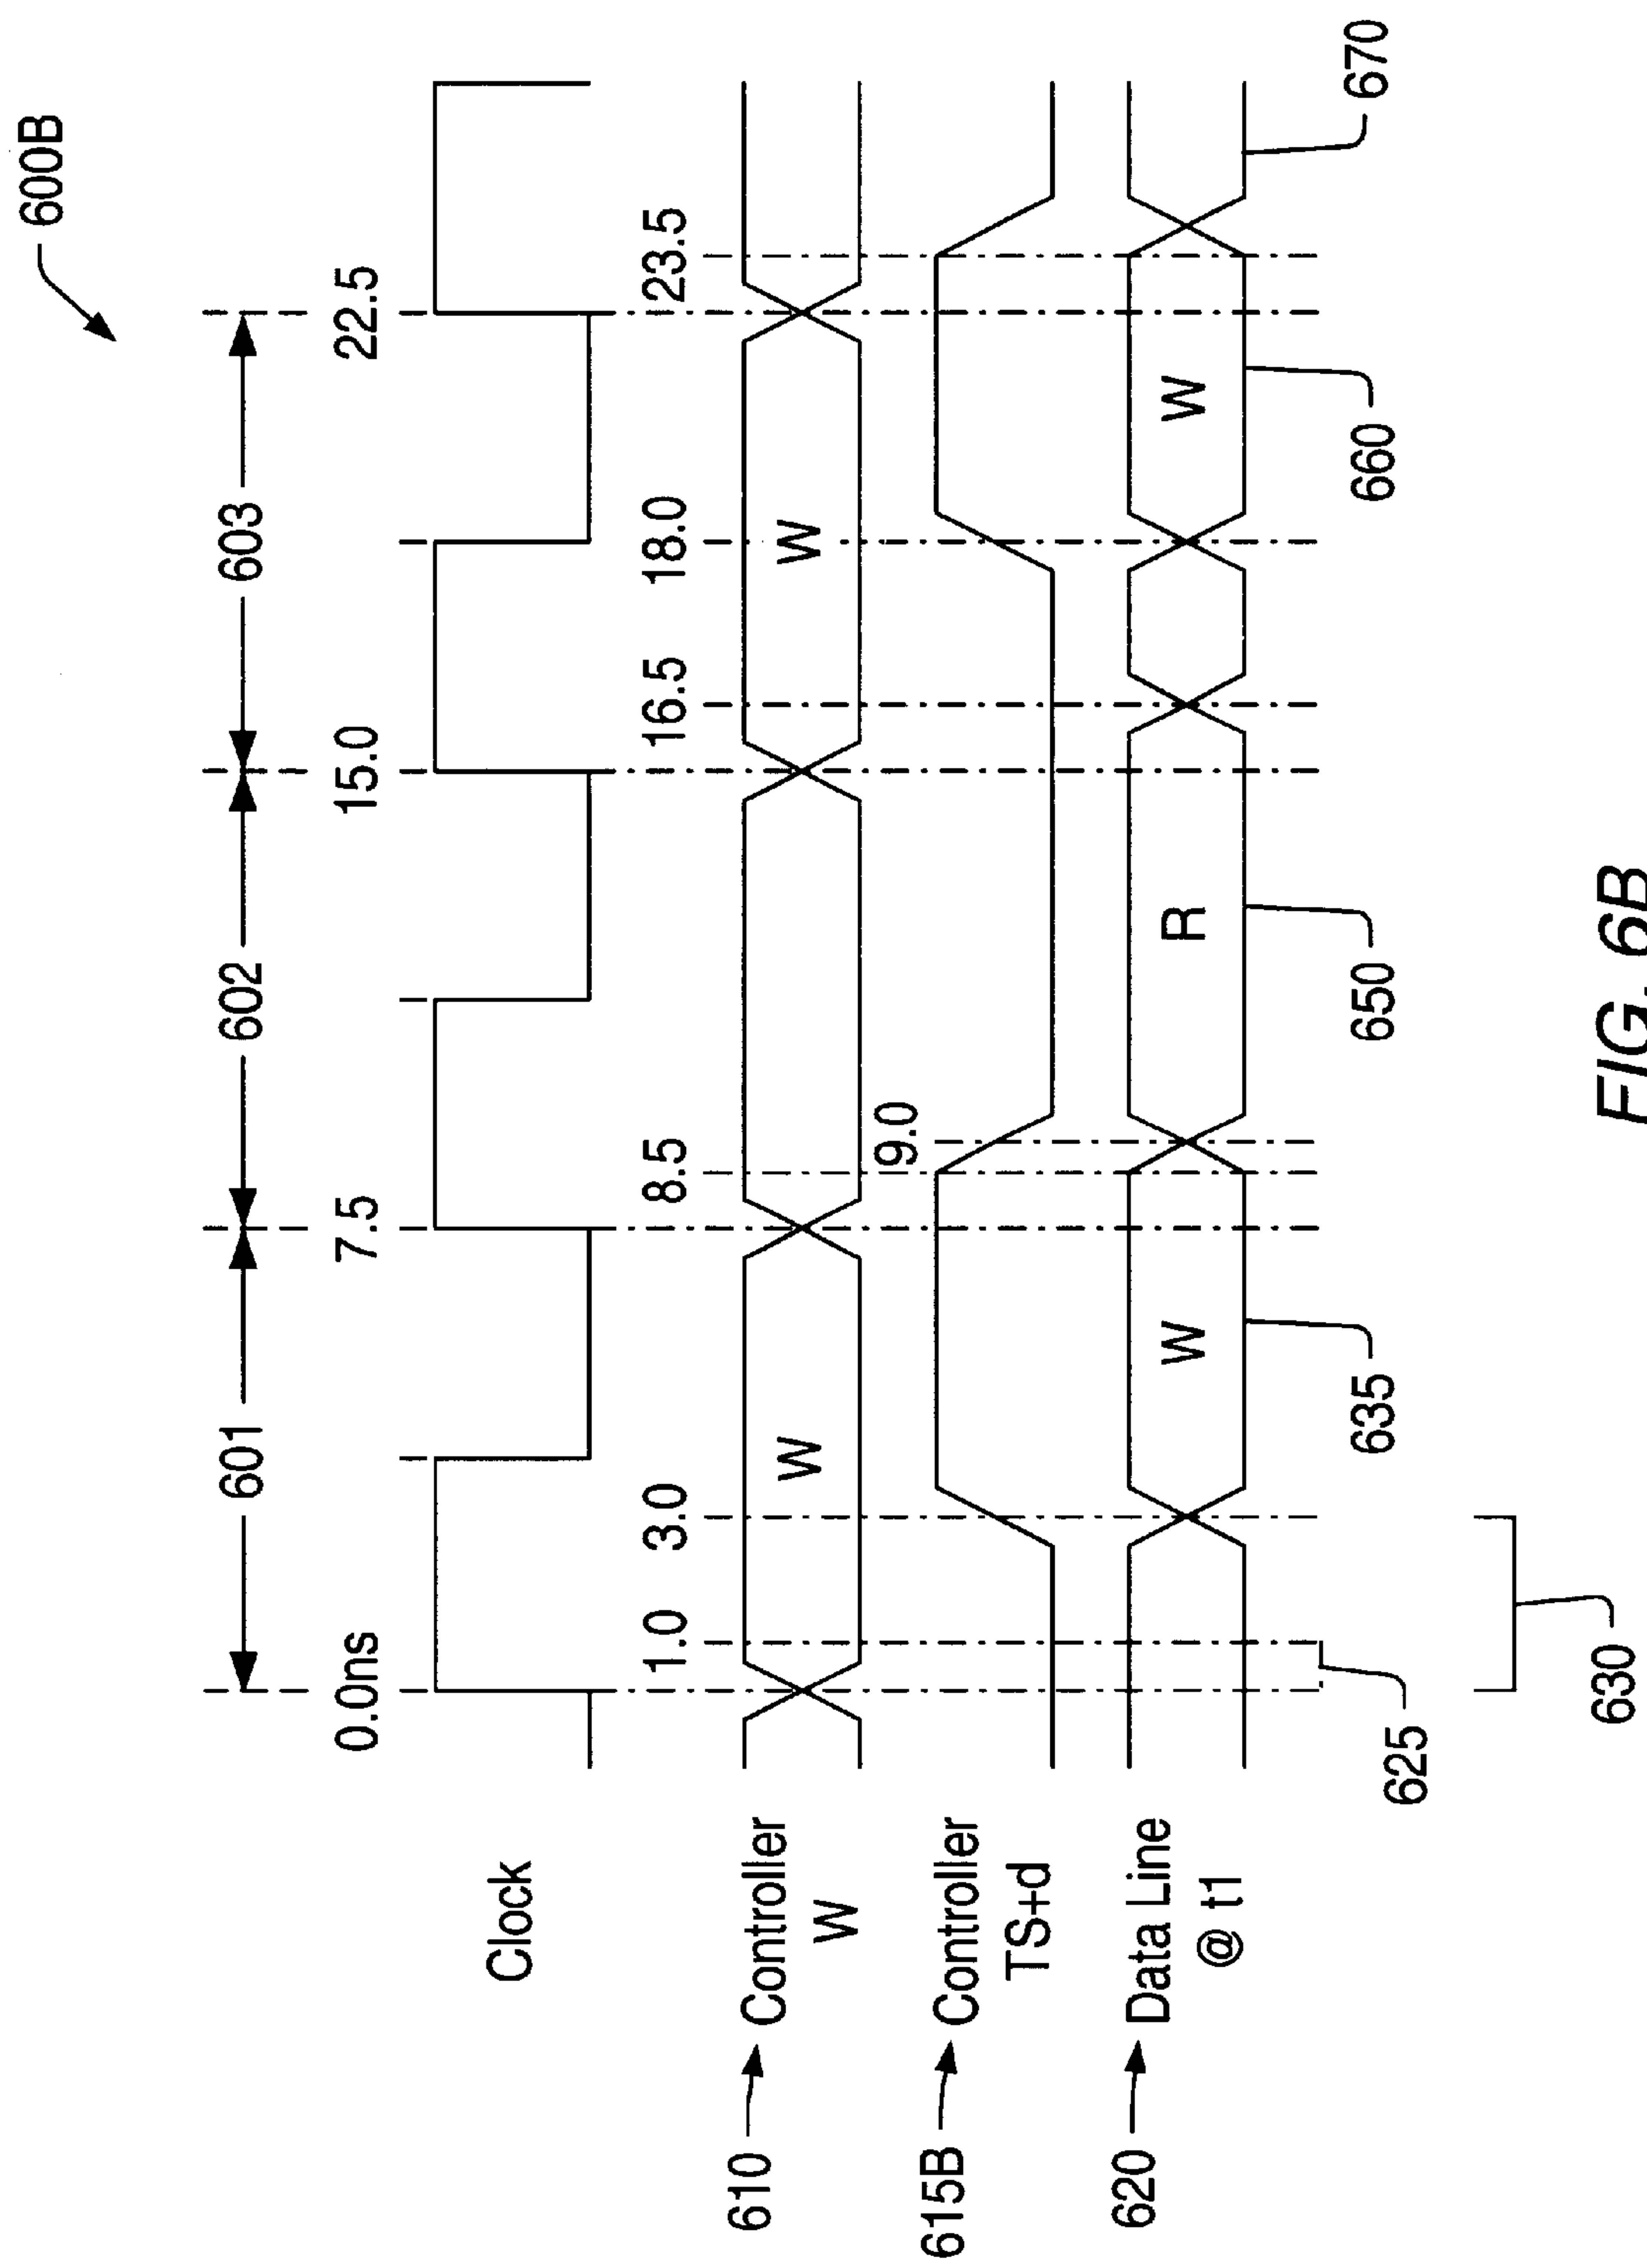 600B
601
602
603
0.0ns
7.5
15.0
22.5
Clock
1.0
3.0
8.5
16.5
18.0
23.5
610
Controller
W
W
W
9.0
615B
Controller
TS+d
620
Data Line
@ t1
W
R
W
625
635
650
660
670
630
FIG. 6B